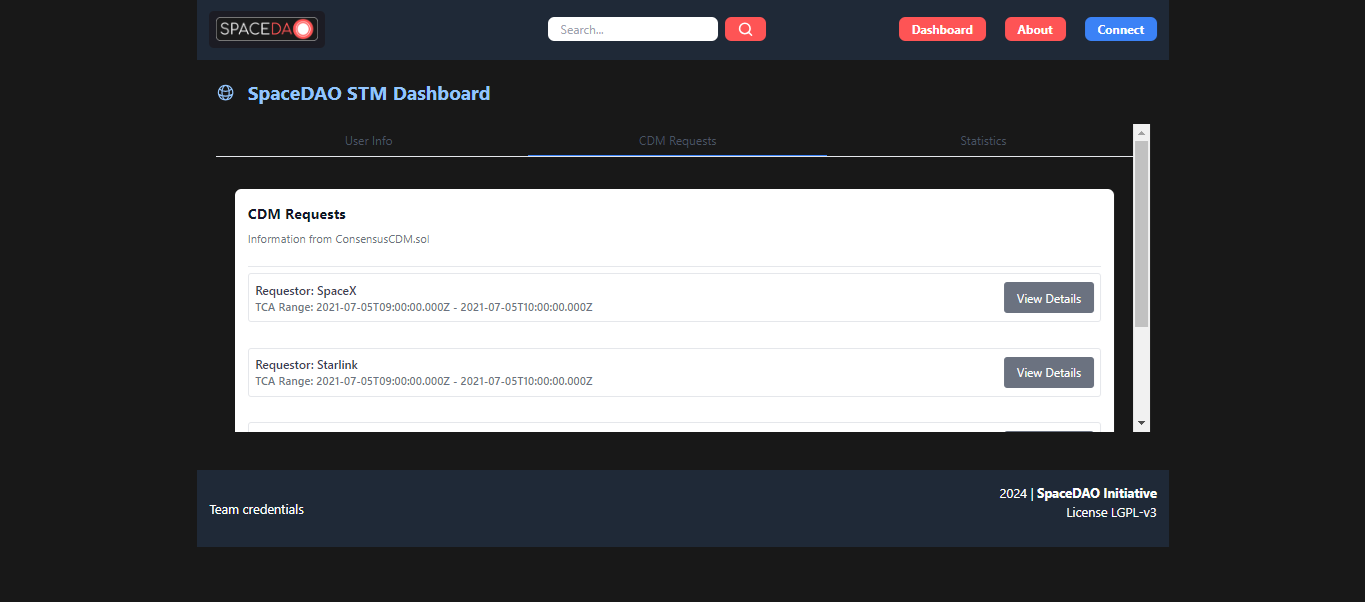 SPACEDAO
Search...
Dashboard
About
Connect
SpaceDAO STM Dashboard
User Info
CDM Requests
Statistics
CDM Requests
Information from ConsensusCDM.sol
Requestor: SpaceX
TCA Range: 2021-07-05T09:00:00.000Z - 2021-07-05T10:00:00.000Z
View Details
Requestor: Starlink
TCA Range: 2021-07-05T09:00:00.000Z - 2021-07-05T10:00:00.000Z
View Details
Team credentials
2024 | SpaceDAO Initiative
License LGPL-v3